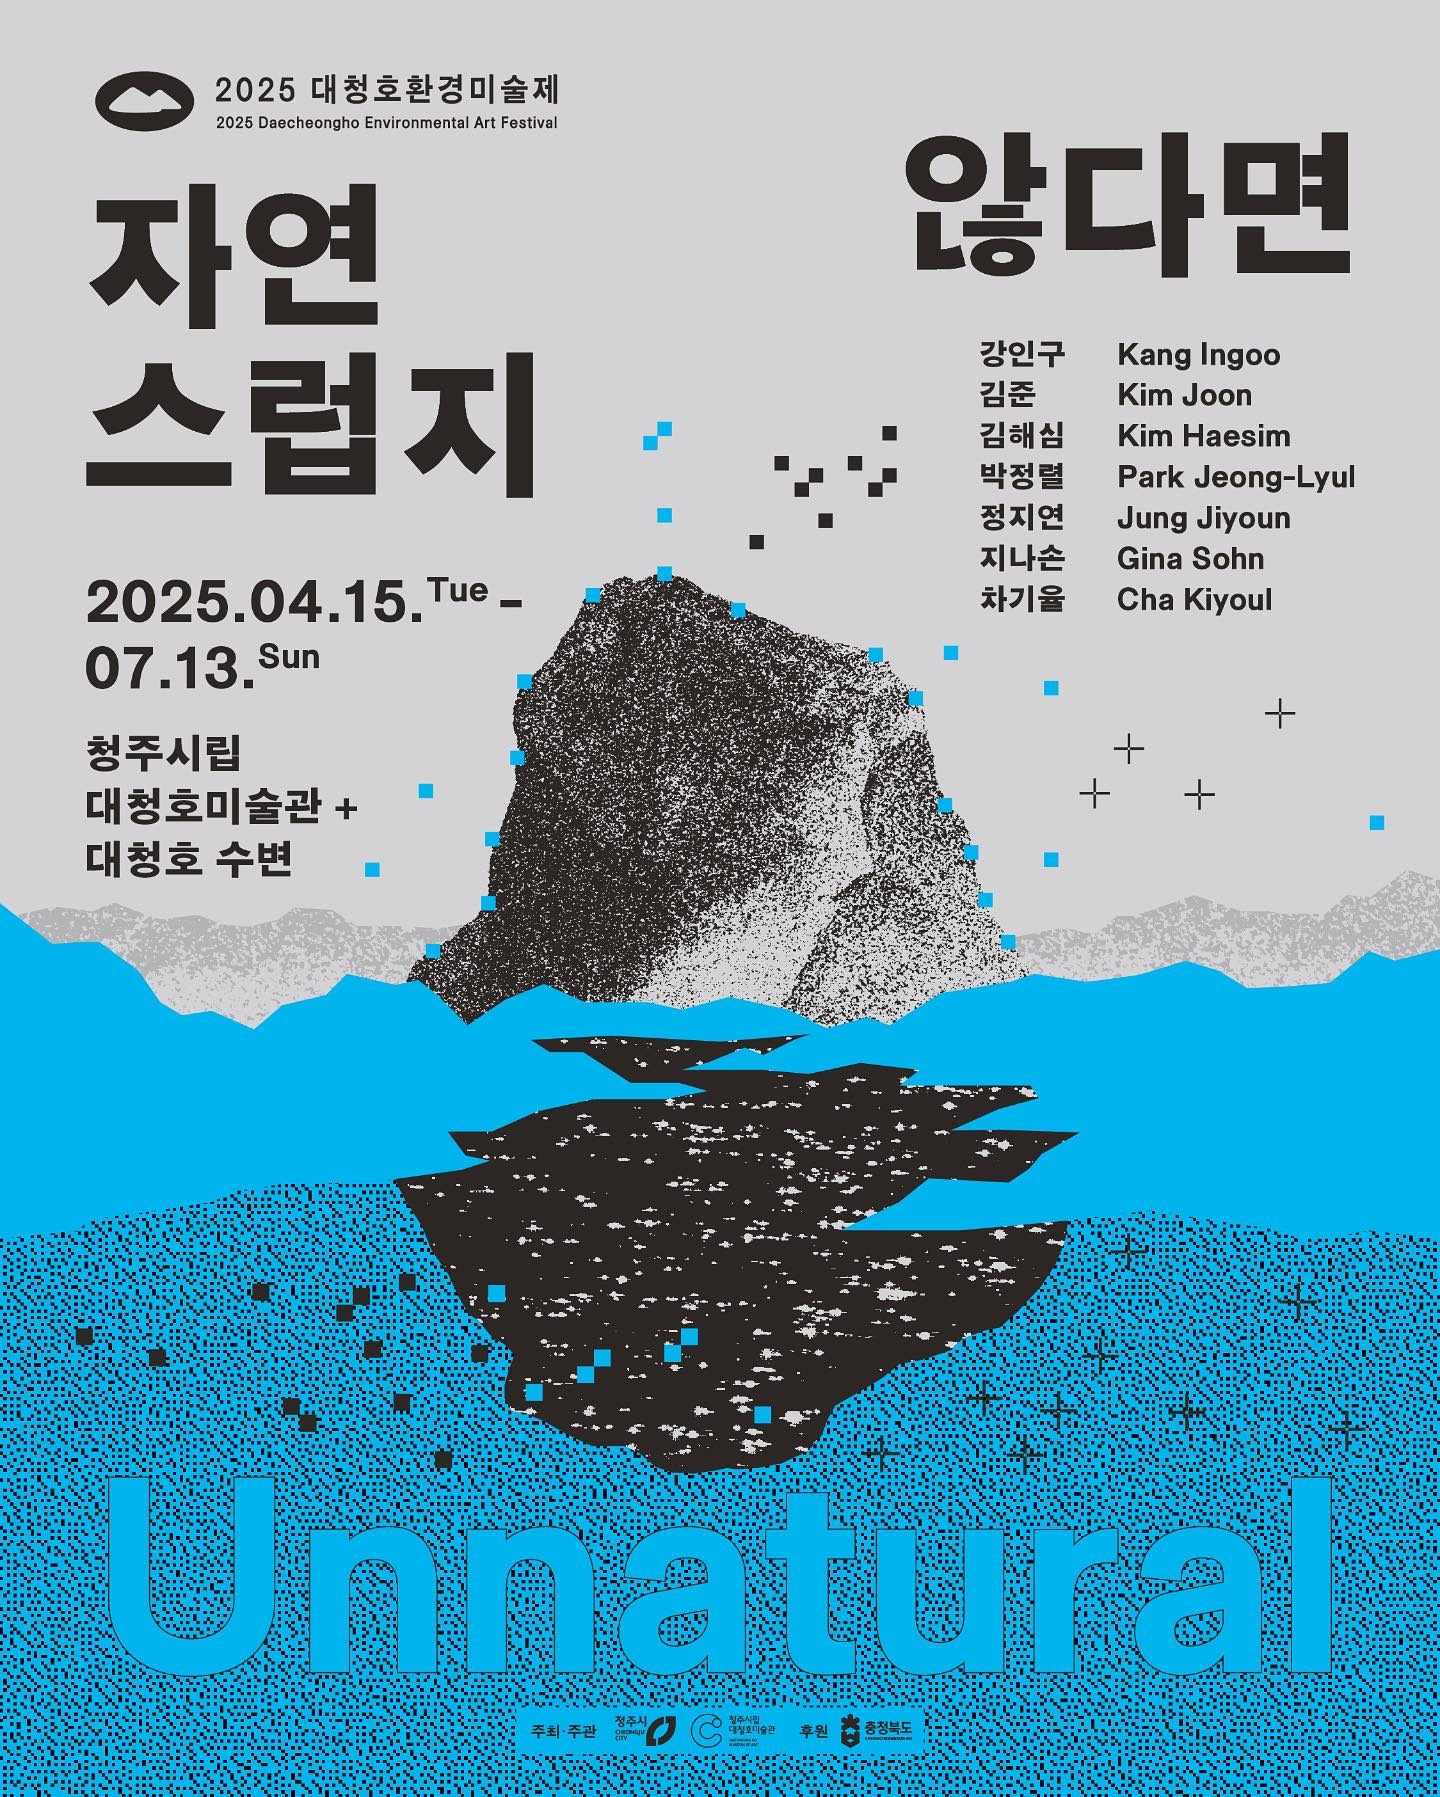 2025 대청호환경미술제
2025 Daecheongho Environmental Art Festival
자연
스럽지
않다면
강인구 Kang Ingoo
김준 Kim Joon
김해심 Kim Haesim
박정렬 Park Jeong-Lyul
정지연 Jung Jiyoun
지나손 Gina Sohn
차기율 Cha Kiyoul
2025.04.15.Tue –
07.13.Sun
청주시립
대청호미술관 +
대청호 수변
Unnatural
주최·주관
청주시
CHEONGJU
CITY
청주시립
대청호미술관
후원
충청북도
CHUNGCHEONGBUK-DO